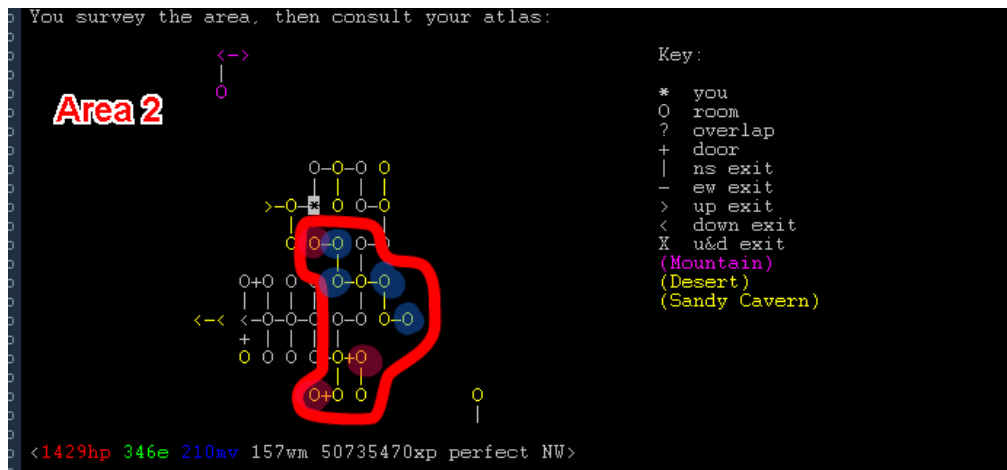 You survey the area, then consult your atlas:
<->
|
O
Area 2
O-O-O O
| | | |
>-O-* O O-O
| |
O O-O O-
| |
O+O O O O-O-O
| | | | | | |
<-< <-O-O-O-O-O O-O
+ | | | |
O O O O-O+O
| |
O+O O O
|
Key:
* you
O room
? overlap
+ door
| ns exit
- ew exit
> up exit
< down exit
X u&d exit
(Mountain)
(Desert)
(Sandy Cavern)
<1429hp 346e 210mv 157wm 50735470xp perfect NW>